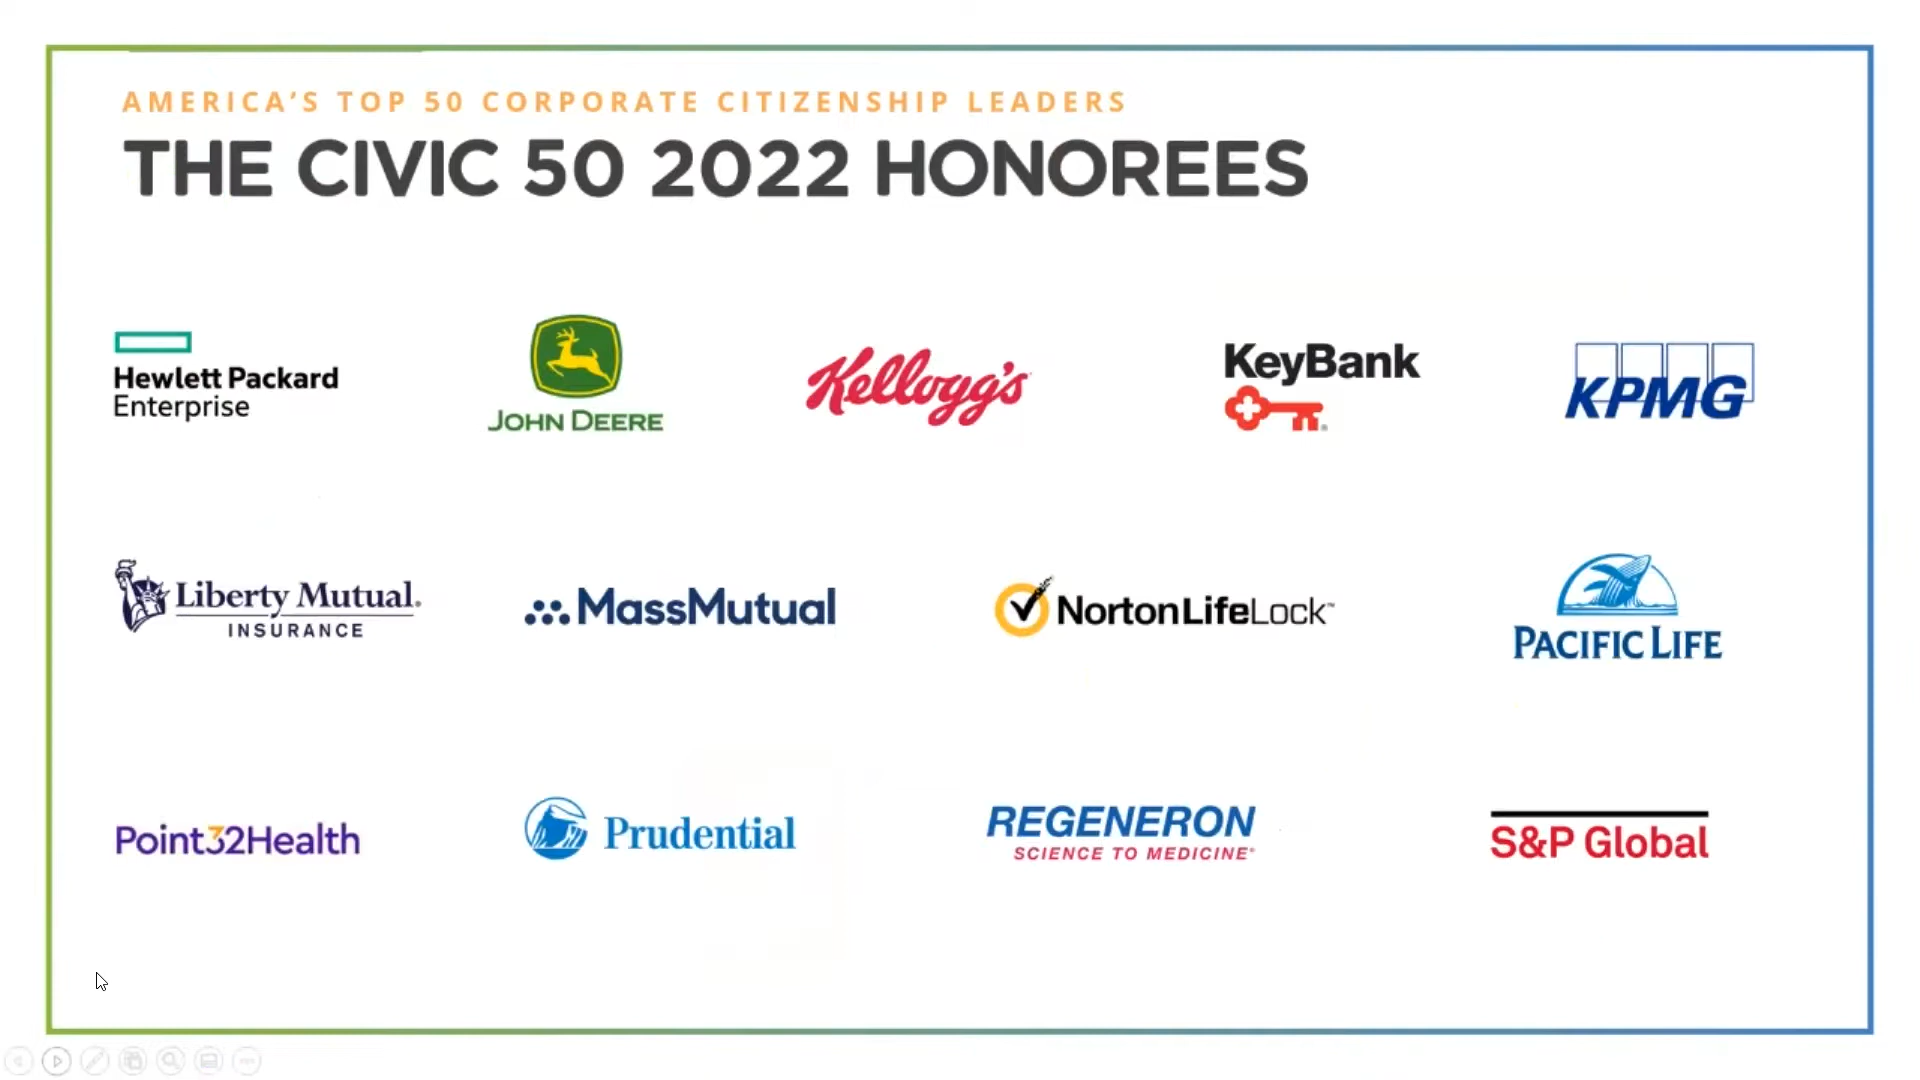 AMERICA’S TOP 50 CORPORATE CITIZENSHIP LEADERS
THE CIVIC 50 2022 HONOREES
Hewlett Packard
Enterprise
JOHN DEERE
Kellogg's
KeyBank
KPMG
Liberty Mutual.
INSURANCE
MassMutual
NortonLifeLock™
PACIFIC LIFE
Point32Health
Prudential
REGENERON
SCIENCE TO MEDICINE®
S&P Global